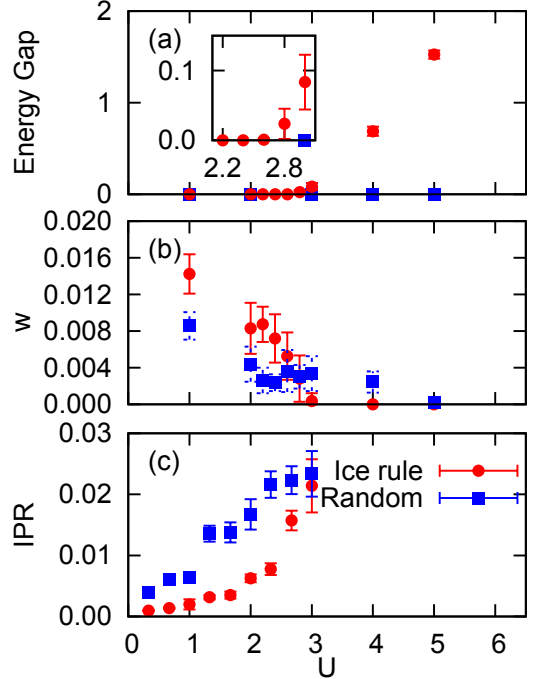 (a)
Energy Gap
2
1
0
0.1
0.0
2.2
2.8
(b)
w
0.020
0.016
0.012
0.008
0.004
0.000
(c)
IPR
0.03
0.02
0.01
0.00
Ice rule
Random
0 1 2 3 4 5 6
U